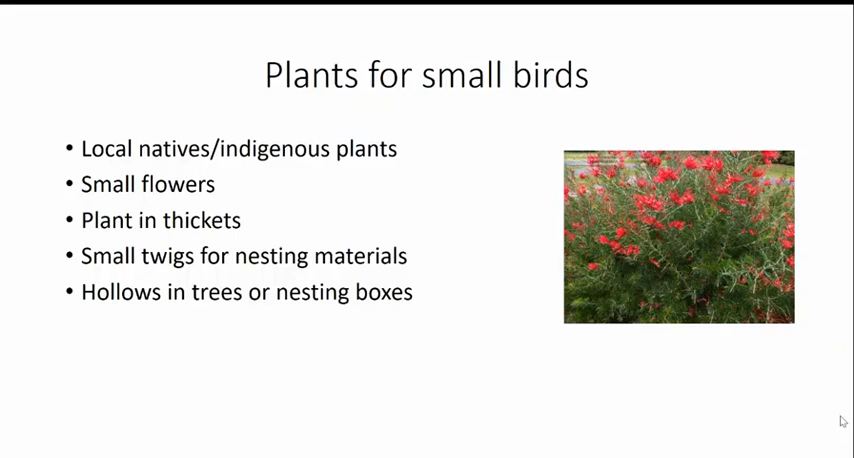 Plants for small birds
• Local natives/indigenous plants
• Small flowers
• Plant in thickets
• Small twigs for nesting materials
• Hollows in trees or nesting boxes